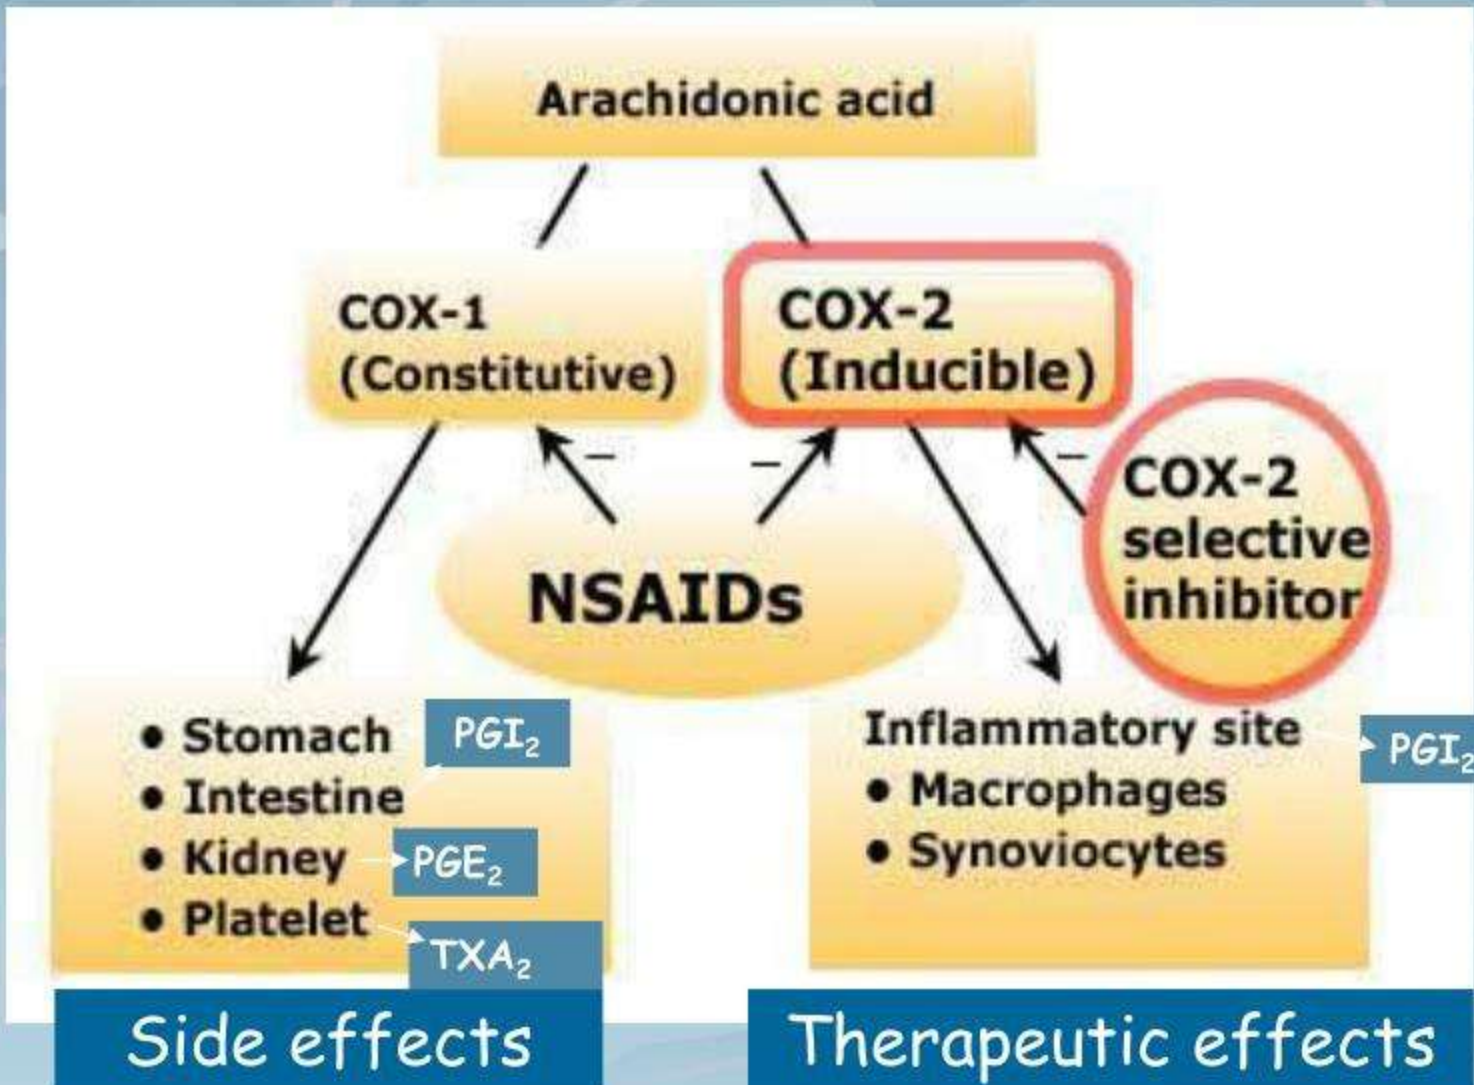 Arachidonic acid
COX-1
(Constitutive)
COX-2
(Inducible)
–
–
–
COX-2
selective
inhibitor
NSAIDs
• Stomach
PGI₂
• Intestine
• Kidney
PGE₂
• Platelet
TXA₂
Inflammatory site
PGI₂
• Macrophages
• Synoviocytes
Side effects
Therapeutic effects